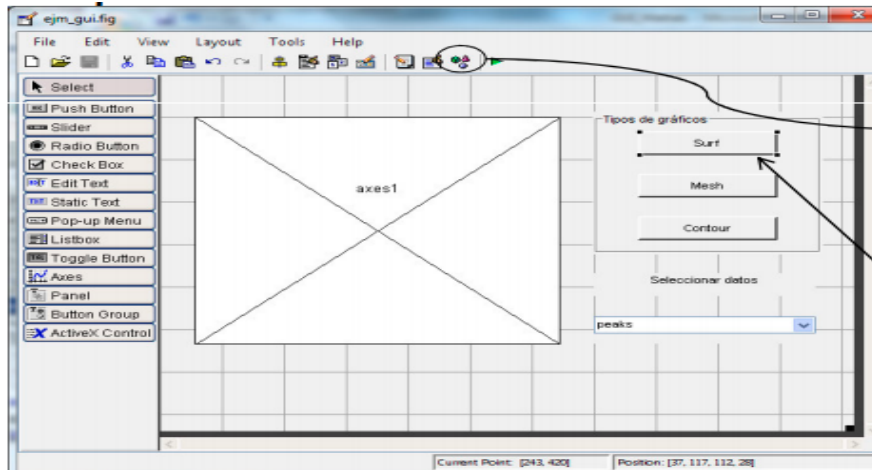 ejm_gui.fig
File Edit View Layout Tools Help
Select
Push Button
Slider
Radio Button
Check Box
Edit Text
Static Text
Pop-up Menu
Listbox
Toggle Button
Axes
Panel
Button Group
ActiveX Control
axes1
Tipos de gráficos
Surf
Mesh
Contour
Seleccionar datos
peaks
Current Point: [243, 420] Position: [37, 117, 112, 28]